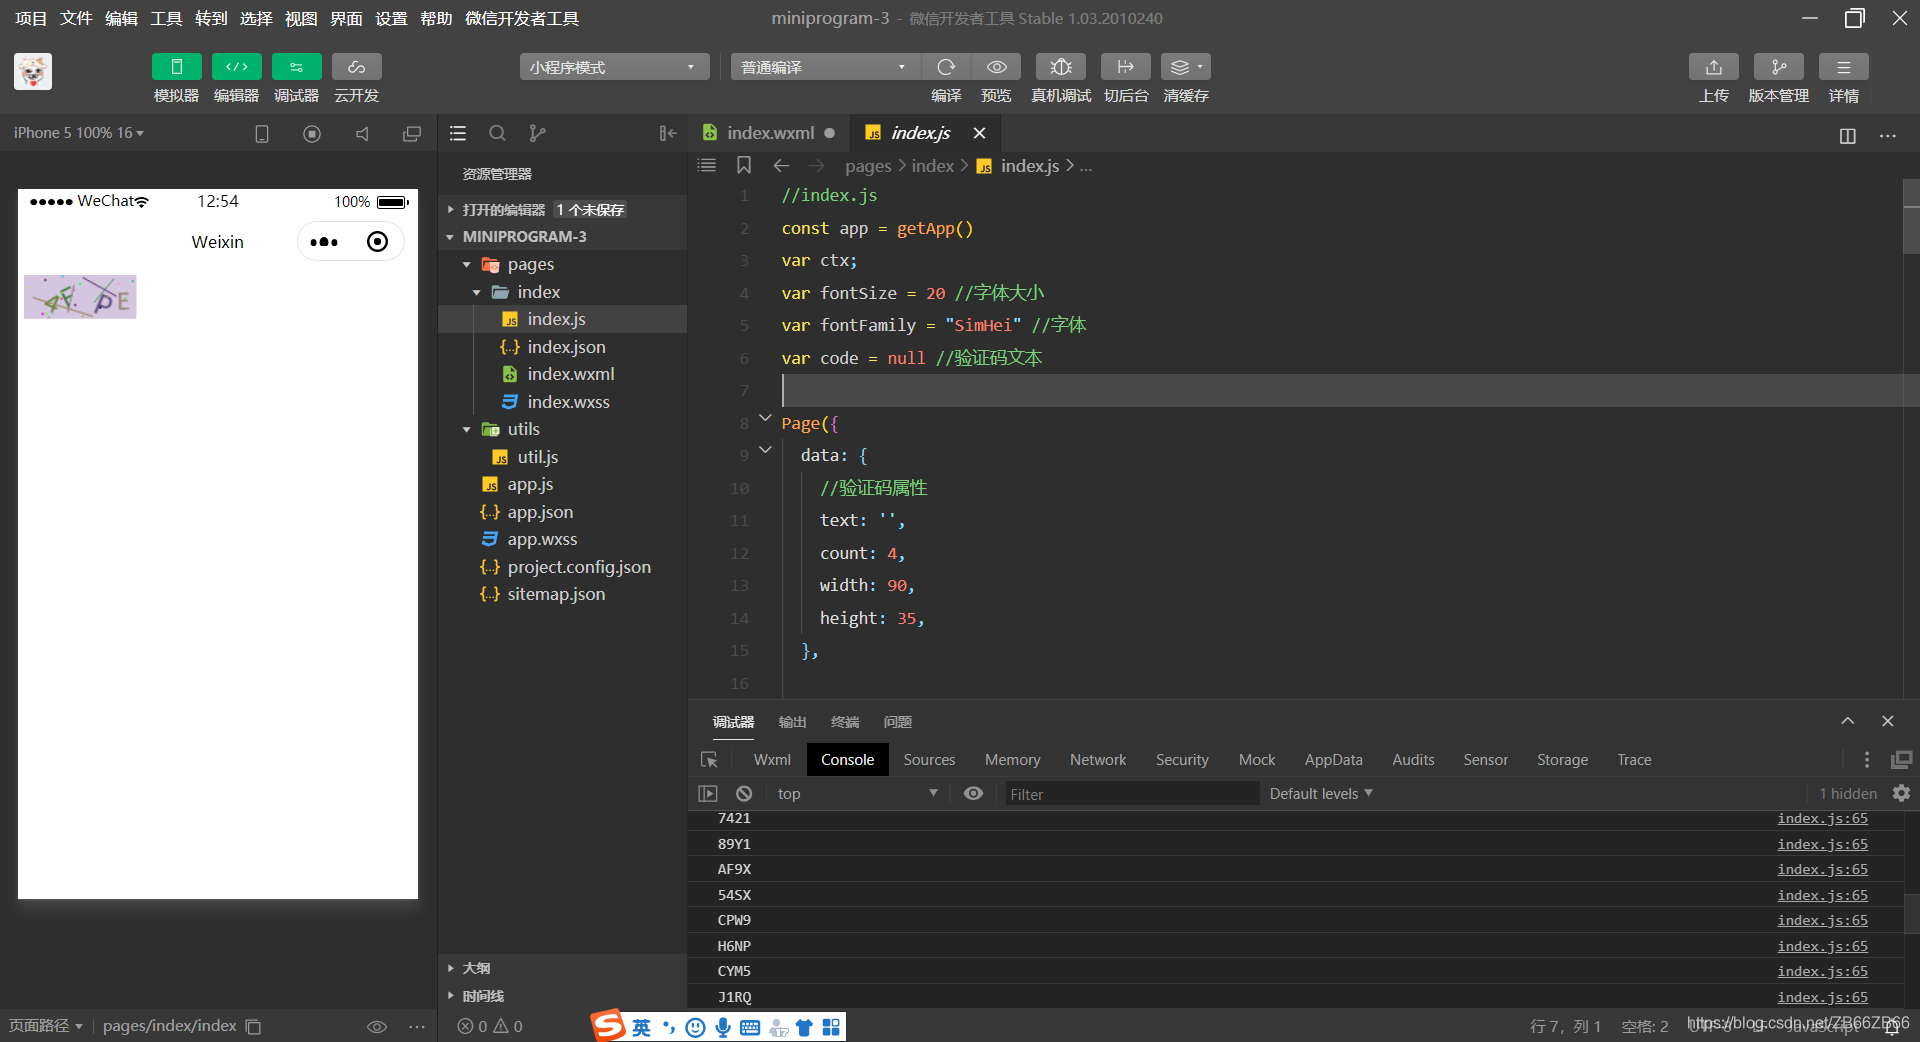 项目 文件 编辑 工具 转到 选择 视图 界面 设置 帮助 微信开发者工具
miniprogram-3 - 微信开发者工具 Stable 1.03.2010240
模拟器 编辑器 调试器 云开发
小程序模式
普通编译
编译 预览 真机调试 切后台 清缓存
上传 版本管理 详情
iPhone 5 100% 16
WeChat 12:54 100%
Weixin
资源管理器
打开的编辑器 1 个未保存
MINIPROGRAM-3
pages
index
index.js
index.json
index.wxml
index.wxss
utils
util.js
app.js
app.json
app.wxss
project.config.json
sitemap.json
大纲
时间线
index.wxml
index.js
pages > index > index.js > ...
1 //index.js
2 const app = getApp()
3 var ctx;
4 var fontSize = 20 //字体大小
5 var fontFamily = "SimHei" //字体
6 var code = null //验证码文本
7
8 Page({
9 data: {
10 //验证码属性
11 text: '',
12 count: 4,
13 width: 90,
14 height: 35,
15 },
16
调试器 输出 终端 问题
Wxml Console Sources Memory Network Security Mock AppData Audits Sensor Storage Trace
top Filter Default levels 1 hidden
7421 index.js:65
89Y1 index.js:65
AF9X index.js:65
54SX index.js:65
CPW9 index.js:65
H6NP index.js:65
CYM5 index.js:65
J1RQ index.js:65
页面路径 pages/index/index
0 0
英
行 7，列 1 空格: 2
https://blog.csdn.net/ZB66ZB66